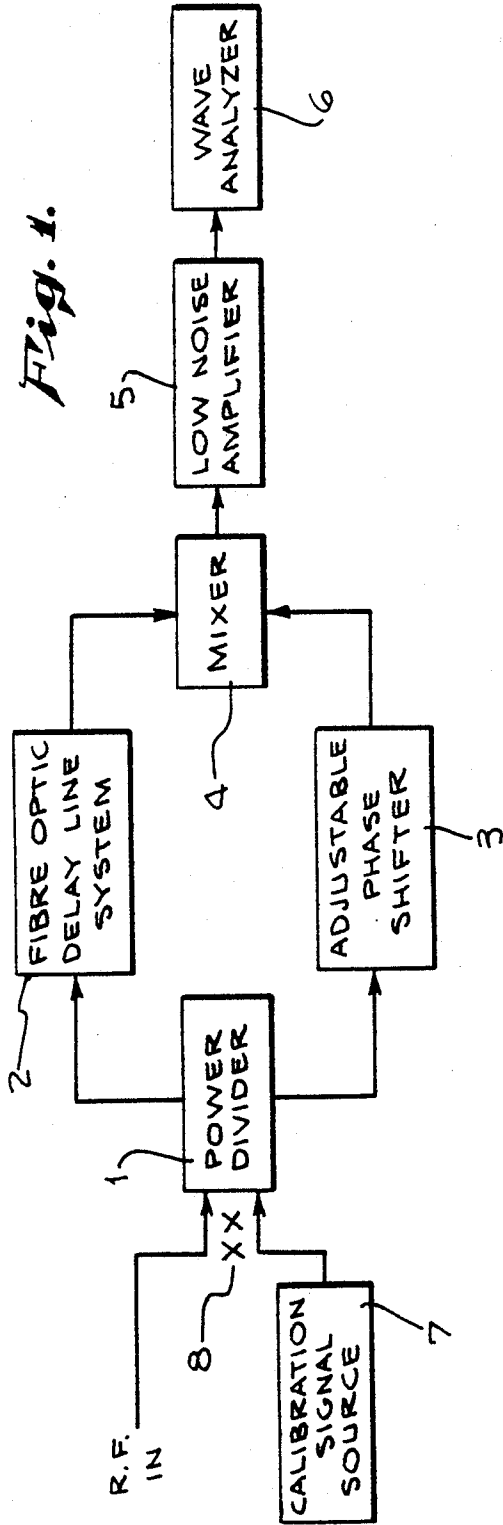 Fig. 1.
R.F.
IN
8
XX
CALIBRATION
SIGNAL
SOURCE
7
1
POWER
DIVIDER
2
FIBRE OPTIC
DELAY LINE
SYSTEM
ADJUSTABLE
PHASE
SHIFTER
3
MIXER
4
5
LOW NOISE
AMPLIFIER
WAVE
ANALYZER
6